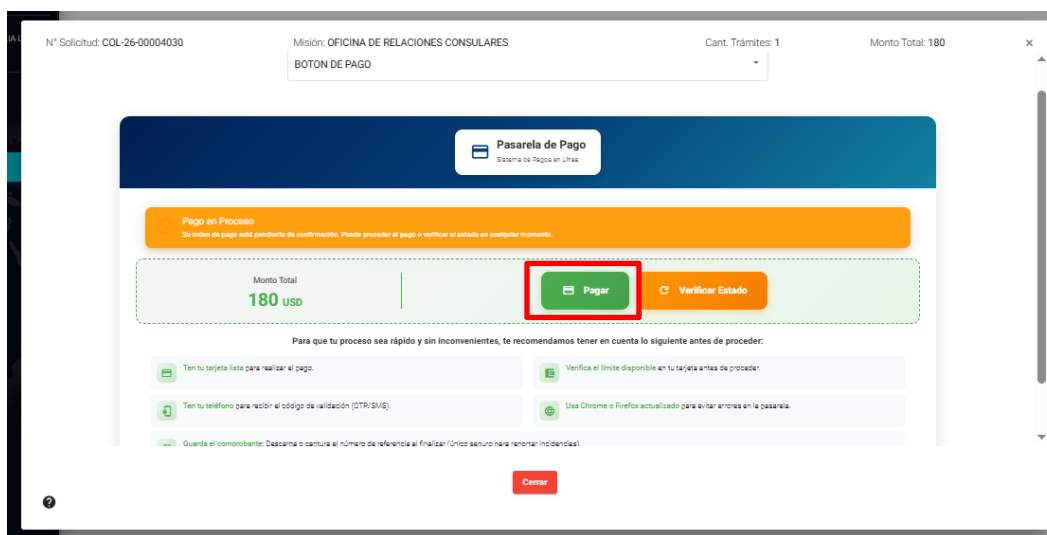 N° Solicitud: COL-26-00004030 Misión: OFICINA DE RELACIONES CONSULARES Cant. Trámites: 1 Monto Total: 180 ×
BOTON DE PAGO
Pasarela de Pago
Sistema de Pagos en Línea
Pago en Proceso
Su orden de pago está pendiente de confirmación. Puede proceder al pago o verificar el estado en cualquier momento.
Monto Total
180 USD
Pagar
Verificar Estado
Para que tu proceso sea rápido y sin inconvenientes, te recomendamos tener en cuenta lo siguiente antes de proceder:
Ten tu tarjeta lista para realizar el pago.
Verifica el límite disponible en tu tarjeta antes de proceder.
Ten tu teléfono para recibir el código de validación (OTP/SMS).
Usa Chrome o Firefox actualizado para evitar errores en la pasarela.
Guarda el comprobante: Descarga o captura el número de referencia al finalizar (único seguro para reportar incidencias).
Cerrar